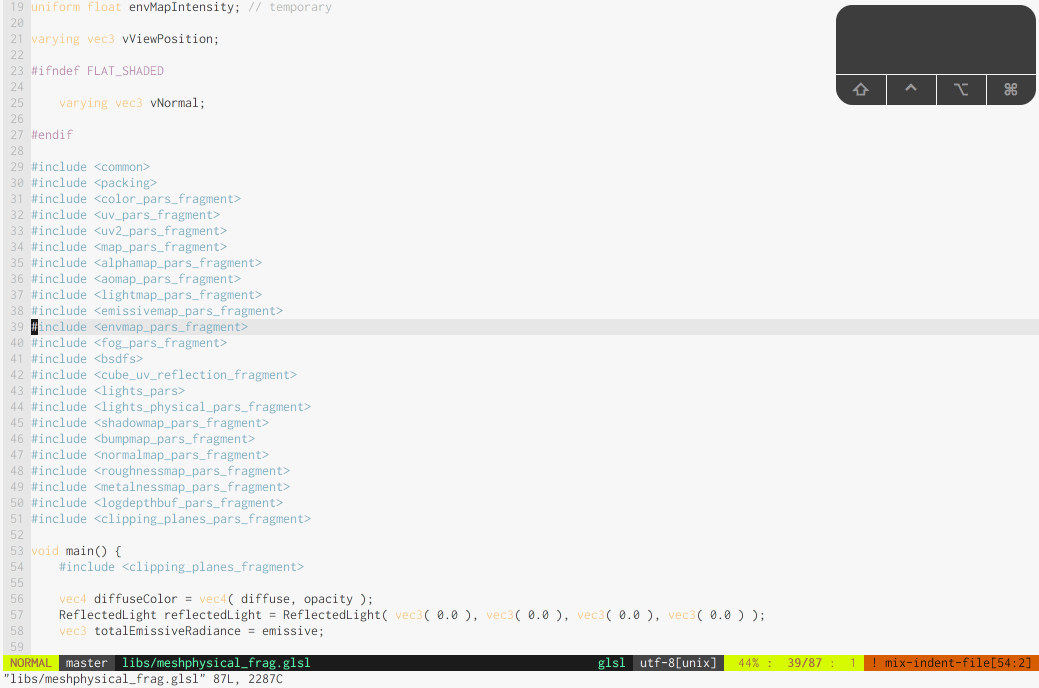 19 uniform float envMapIntensity; // temporary
20
21 varying vec3 vViewPosition;
22
23 #ifndef FLAT_SHADED
24
25     varying vec3 vNormal;
26
27 #endif
28
29 #include <common>
30 #include <packing>
31 #include <color_pars_fragment>
32 #include <uv_pars_fragment>
33 #include <uv2_pars_fragment>
34 #include <map_pars_fragment>
35 #include <alphamap_pars_fragment>
36 #include <aomap_pars_fragment>
37 #include <lightmap_pars_fragment>
38 #include <emissivemap_pars_fragment>
39 #include <envmap_pars_fragment>
40 #include <fog_pars_fragment>
41 #include <bsdfs>
42 #include <cube_uv_reflection_fragment>
43 #include <lights_pars>
44 #include <lights_physical_pars_fragment>
45 #include <shadowmap_pars_fragment>
46 #include <bumpmap_pars_fragment>
47 #include <normalmap_pars_fragment>
48 #include <roughnessmap_pars_fragment>
49 #include <metalnessmap_pars_fragment>
50 #include <logdepthbuf_pars_fragment>
51 #include <clipping_planes_pars_fragment>
52
53 void main() {
54     #include <clipping_planes_fragment>
55
56     vec4 diffuseColor = vec4( diffuse, opacity );
57     ReflectedLight reflectedLight = ReflectedLight( vec3( 0.0 ), vec3( 0.0 ), vec3( 0.0 ), vec3( 0.0 ) );
58     vec3 totalEmissiveRadiance = emissive;
59
NORMAL master libs/meshphysical_frag.glsl glsl utf-8[unix] 44% : 39/87 : 1 ! mix-indent-file[54:2]
"libs/meshphysical_frag.glsl" 87L, 2287C
⇧ ⌃ ⌥ ⌘